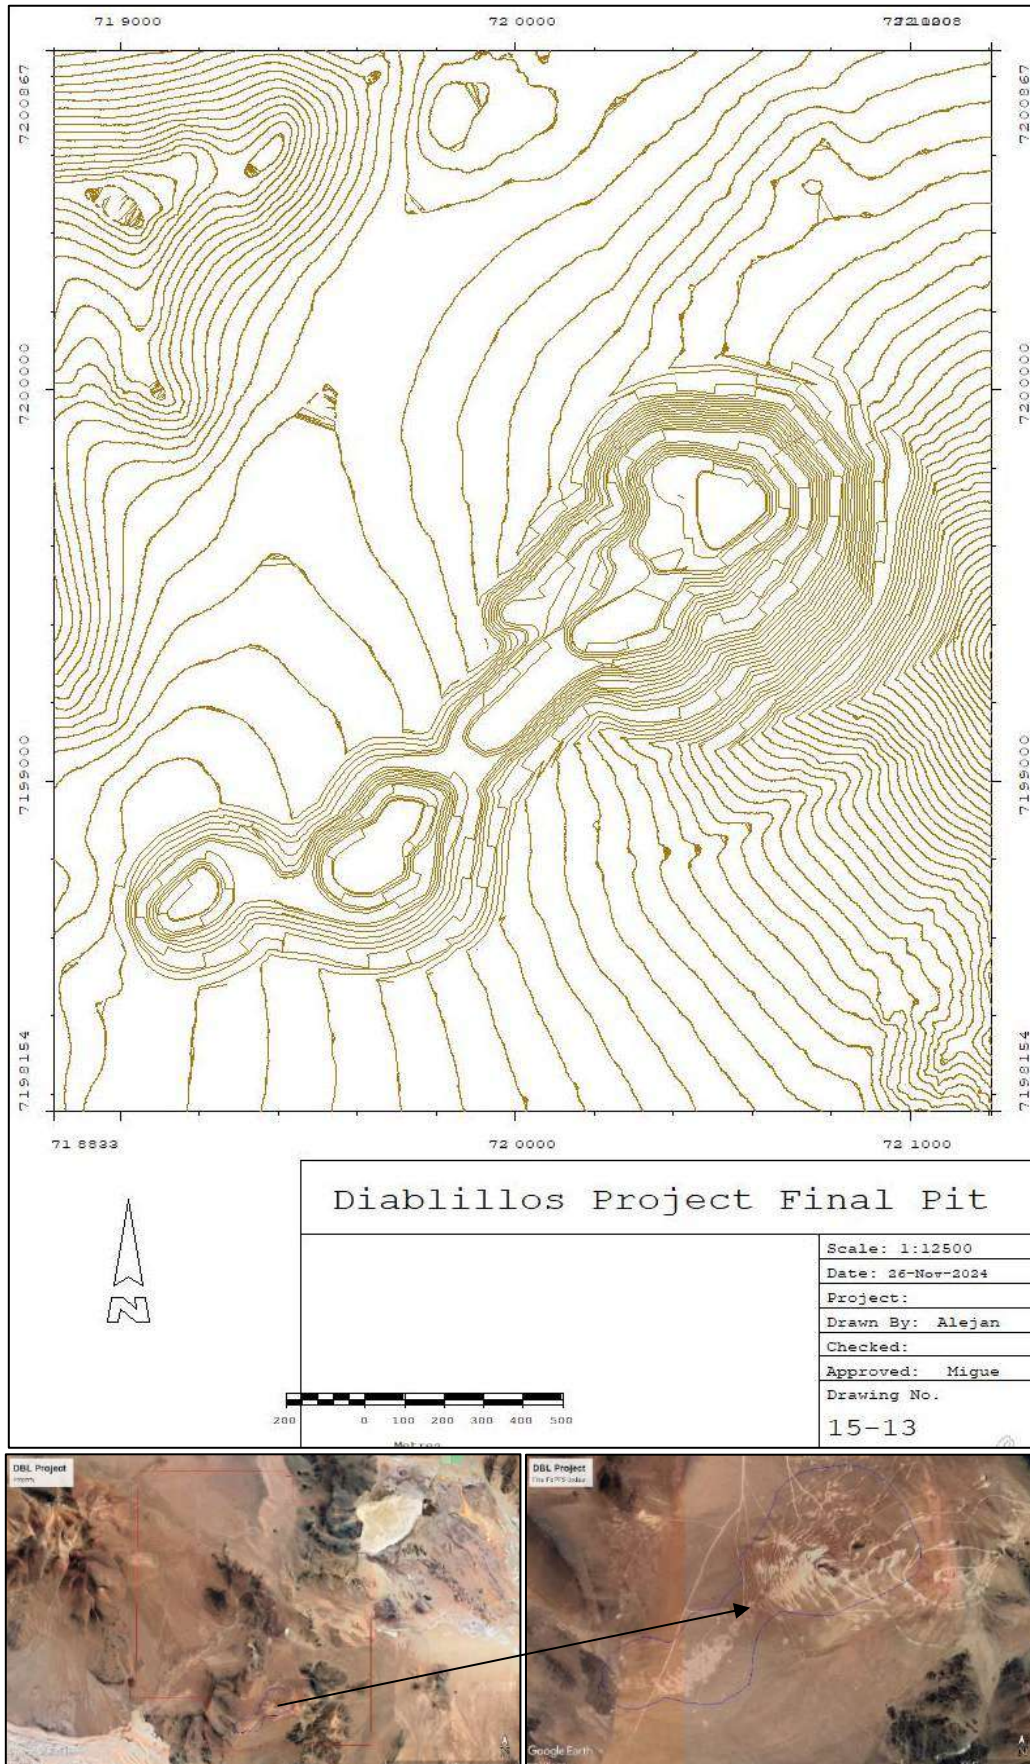 71 9000 72 0000
7200867 7200867
7200000 7200000
7199000 7199000
7198154 7198154
71 8833 72 0000 72 1000
N
Diablillos Project Final Pit
Scale: 1:12500
Date: 26-Nov-2024
Project:
Drawn By: Alejan
Checked:
Approved: Migue
Drawing No.
15-13
200 0 100 200 300 400 500
Metres
DBL Project
DBL Project
Google Earth
Google Earth